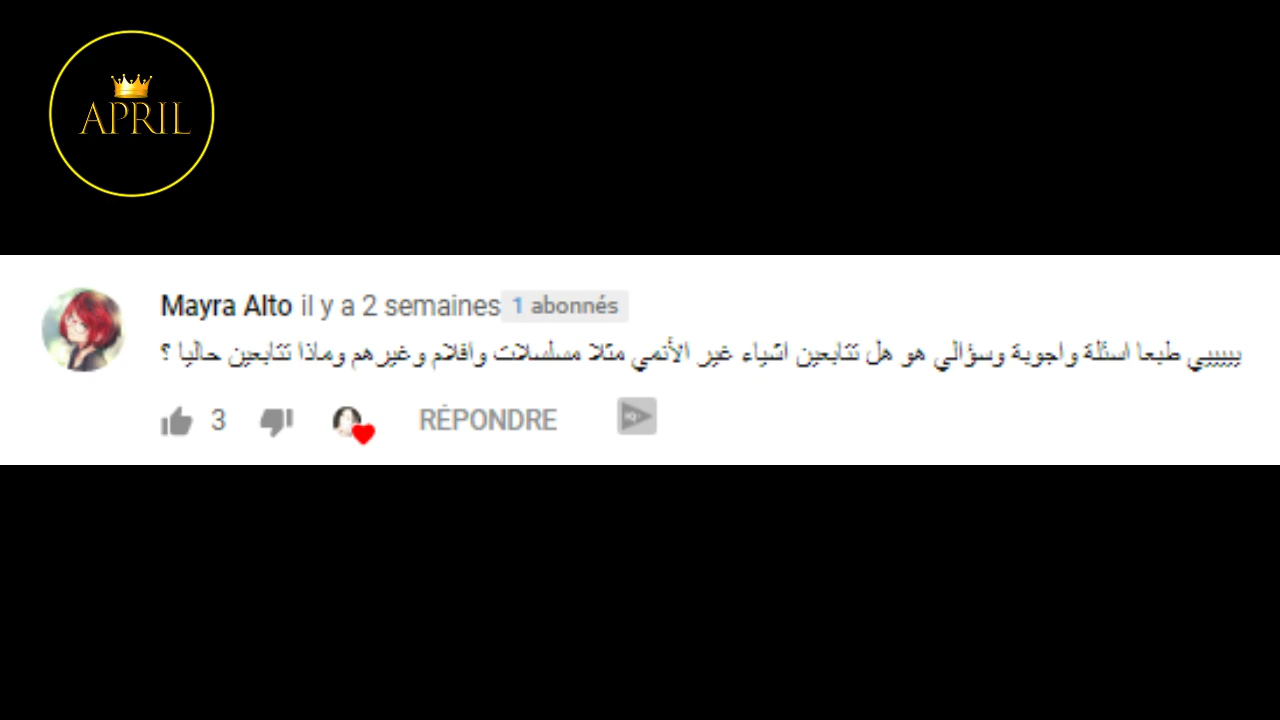 APRIL
Mayra Alto il y a 2 semaines 1 abonnés
ييييييي طبعا اسئلة واجوبة وسؤالي هو هل تتابعين اشياء غير الأنمي مثلا مسلسلات وافلام وغيرهم وماذا تتابعين حاليا ؟
3 RÉPONDRE